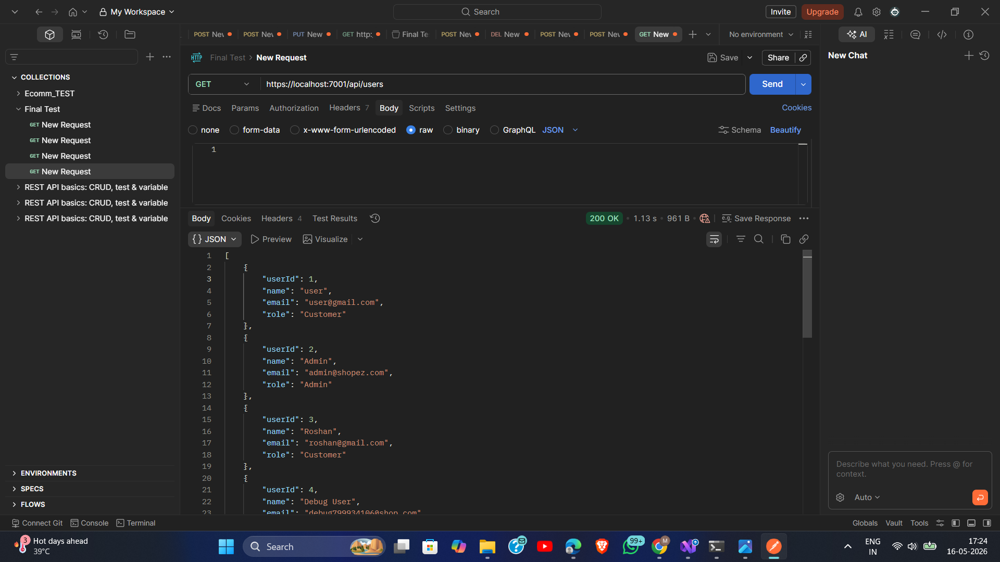 My Workspace
Search
Invite
Upgrade
POST Nev
POST Nev
PUT New
GET http:
Final Te
POST Nev
DEL New
POST Nev
POST Nev
GET New
No environment
AI
Final Test > New Request
Save
Share
New Chat
COLLECTIONS
Ecomm_TEST
Final Test
GET New Request
GET New Request
GET New Request
GET New Request
REST API basics: CRUD, test & variable
REST API basics: CRUD, test & variable
REST API basics: CRUD, test & variable
ENVIRONMENTS
SPECS
FLOWS
HTTP
GET
https://localhost:7001/api/users
Send
Docs Params Authorization Headers 7 Body Scripts Settings
Cookies
none form-data x-www-form-urlencoded raw binary GraphQL JSON
Schema Beautify
1
Body Cookies Headers 4 Test Results
200 OK • 1.13 s • 961 B
e.g. Save Response
{ } JSON Preview Visualize
1 [
2 {
3 "userId": 1,
4 "name": "user",
5 "email": "user@gmail.com",
6 "role": "Customer"
7 },
8 {
9 "userId": 2,
10 "name": "Admin",
11 "email": "admin@shopez.com",
12 "role": "Admin"
13 },
14 {
15 "userId": 3,
16 "name": "Roshan",
17 "email": "roshan@gmail.com",
18 "role": "Customer"
19 },
20 {
21 "userId": 4,
22 "name": "Debug User",
23 "email": "debug799934106@shop.com"
Describe what you need. Press @ for
context.
Auto
Connect Git Console Terminal
Globals Vault Tools
3
Hot days ahead
39°C
Search
99+
M
ENG
IN
17:24
16-05-2026